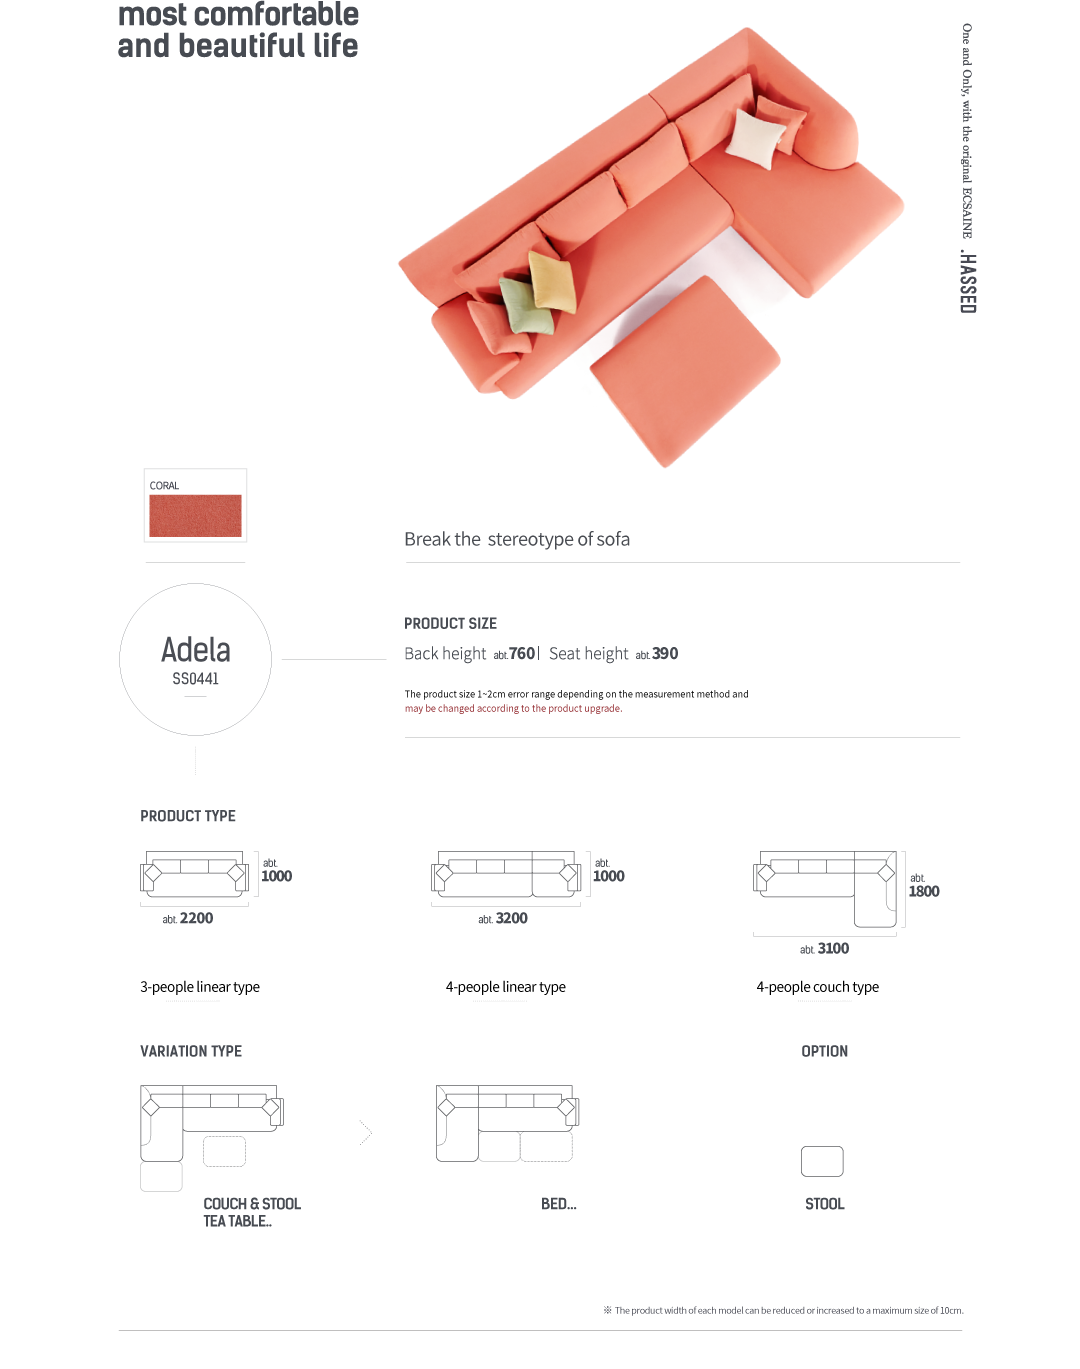 most comfortable
and beautiful life
One and Only, with the original ECSAINE .HASSED
CORAL
Break the stereotype of sofa
Adela
SS0441
PRODUCT SIZE
Back height abt.760 | Seat height abt.390
The product size 1~2cm error range depending on the measurement method and
may be changed according to the product upgrade.
PRODUCT TYPE
abt.
1000
abt. 2200
3-people linear type
abt.
1000
abt. 3200
4-people linear type
abt.
1800
abt. 3100
4-people couch type
VARIATION TYPE
OPTION
COUCH & STOOL
TEA TABLE..
BED...
STOOL
※ The product width of each model can be reduced or increased to a maximum size of 10cm.